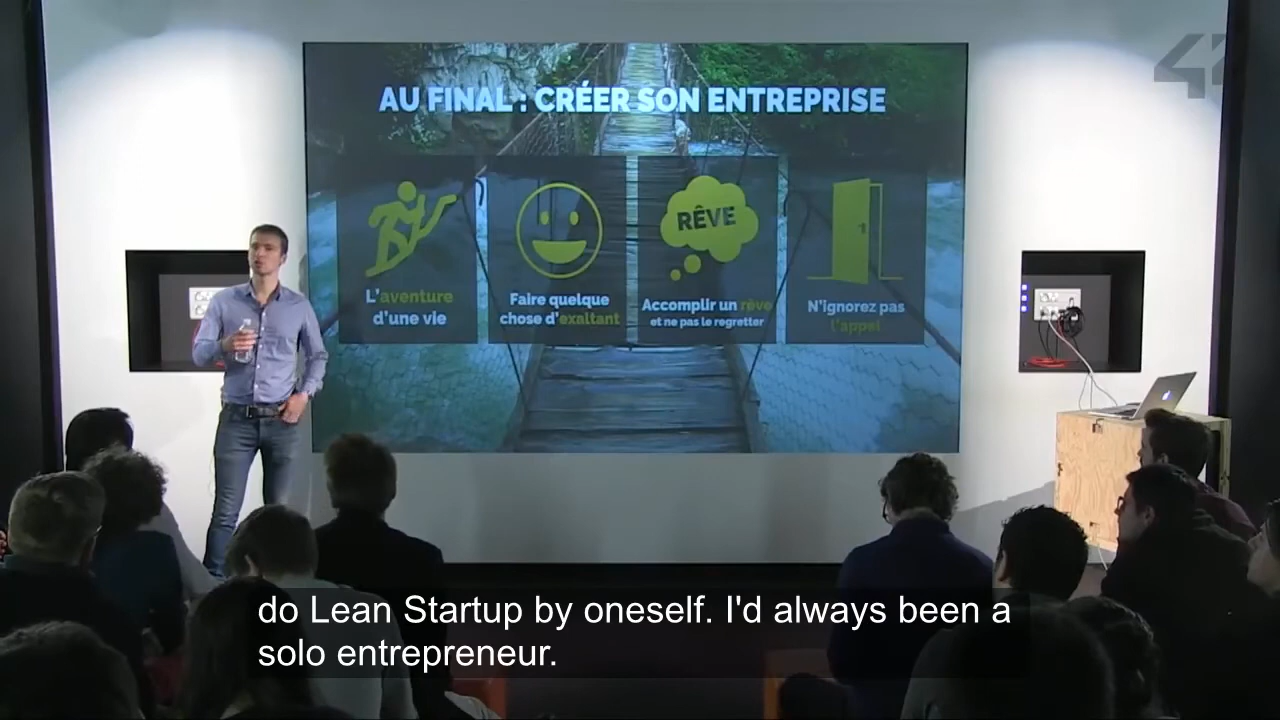 42
AU FINAL : CRÉER SON ENTREPRISE
RÊVE
L'aventure
d'une vie
Faire quelque
chose d'exaltant
Accomplir un rêve
et ne pas le regretter
N'ignorez pas
l'appel
do Lean Startup by oneself. I'd always been a
solo entrepreneur.